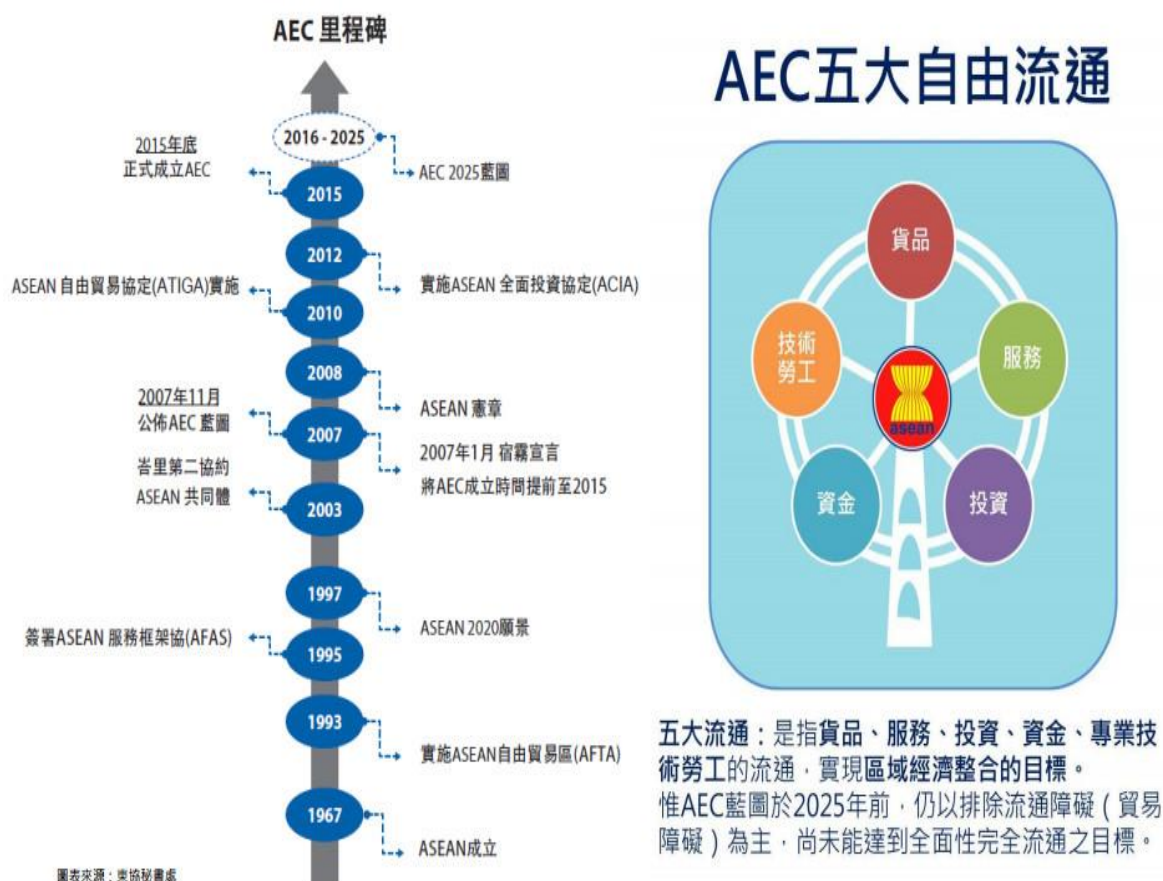 AEC 里程碑
2016 - 2025
2015年底
正式成立AEC
AEC 2025藍圖
2015
2012
ASEAN 自由貿易協定(ATIGA)實施
實施ASEAN 全面投資協定(ACIA)
2010
2008
2007年11月
公佈AEC 藍圖
ASEAN 憲章
2007
2007年1月 宿霧宣言
將AEC成立時間提前至2015
峇里第二協約
ASEAN 共同體
2003
1997
ASEAN 2020願景
簽署ASEAN 服務框架協(AFAS)
1995
1993
實施ASEAN自由貿易區(AFTA)
1967
ASEAN成立
圖表來源：東協秘書處
AEC五大自由流通
貨品
技術
勞工
服務
asean
資金
投資
五大流通：是指貨品、服務、投資、資金、專業技
術勞工的流通，實現區域經濟整合的目標。
惟AEC藍圖於2025年前，仍以排除流通障礙（貿易
障礙）為主，尚未能達到全面性完全流通之目標。